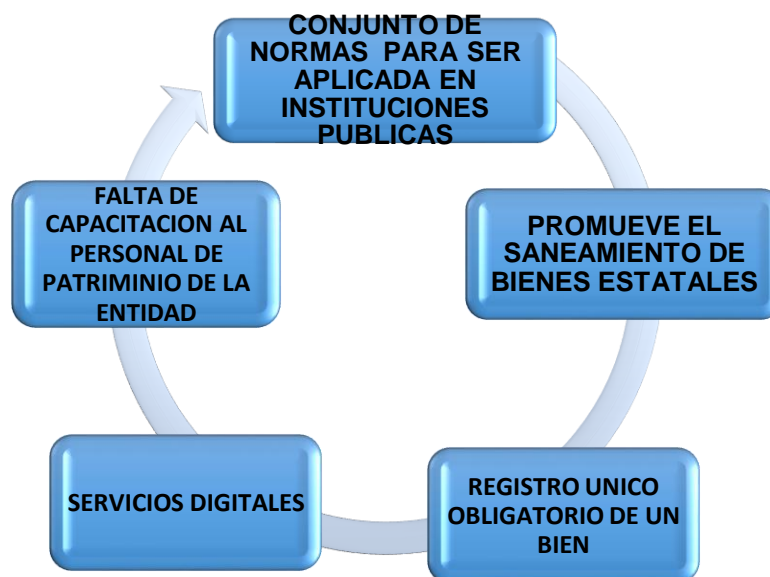 CONJUNTO DE
NORMAS PARA SER
APLICADA EN
INSTITUCIONES
PUBLICAS
PROMUEVE EL
SANEAMIENTO DE
BIENES ESTATALES
REGISTRO UNICO
OBLIGATORIO DE UN
BIEN
SERVICIOS DIGITALES
FALTA DE
CAPACITACION AL
PERSONAL DE
PATRIMINIO DE LA
ENTIDAD